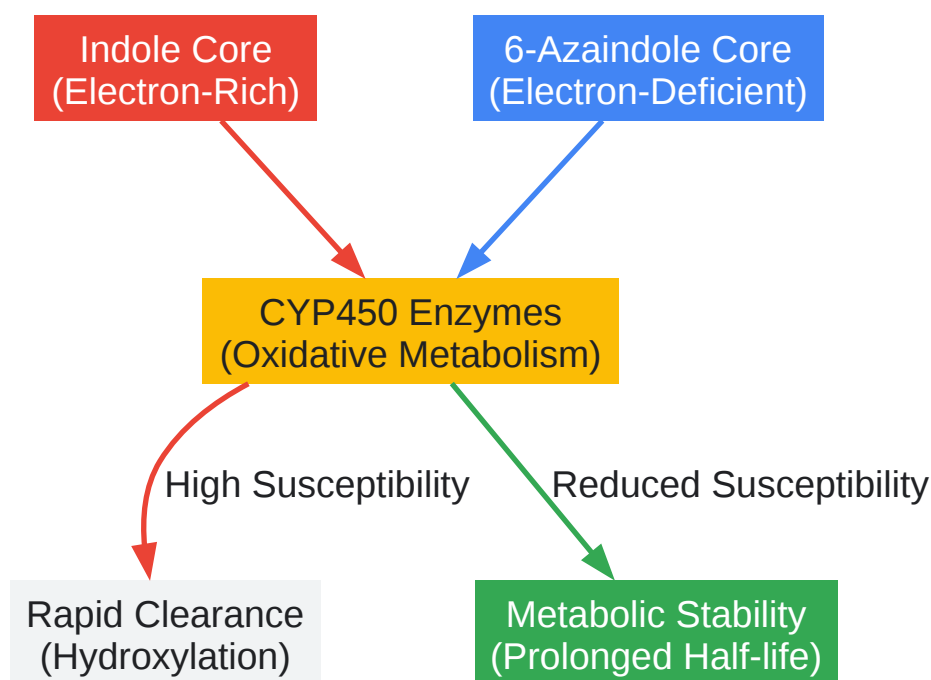 Indole Core
(Electron-Rich)
6-Azaindole Core
(Electron-Deficient)
CYP450 Enzymes
(Oxidative Metabolism)
High Susceptibility
Reduced Susceptibility
Rapid Clearance
(Hydroxylation)
Metabolic Stability
(Prolonged Half-life)